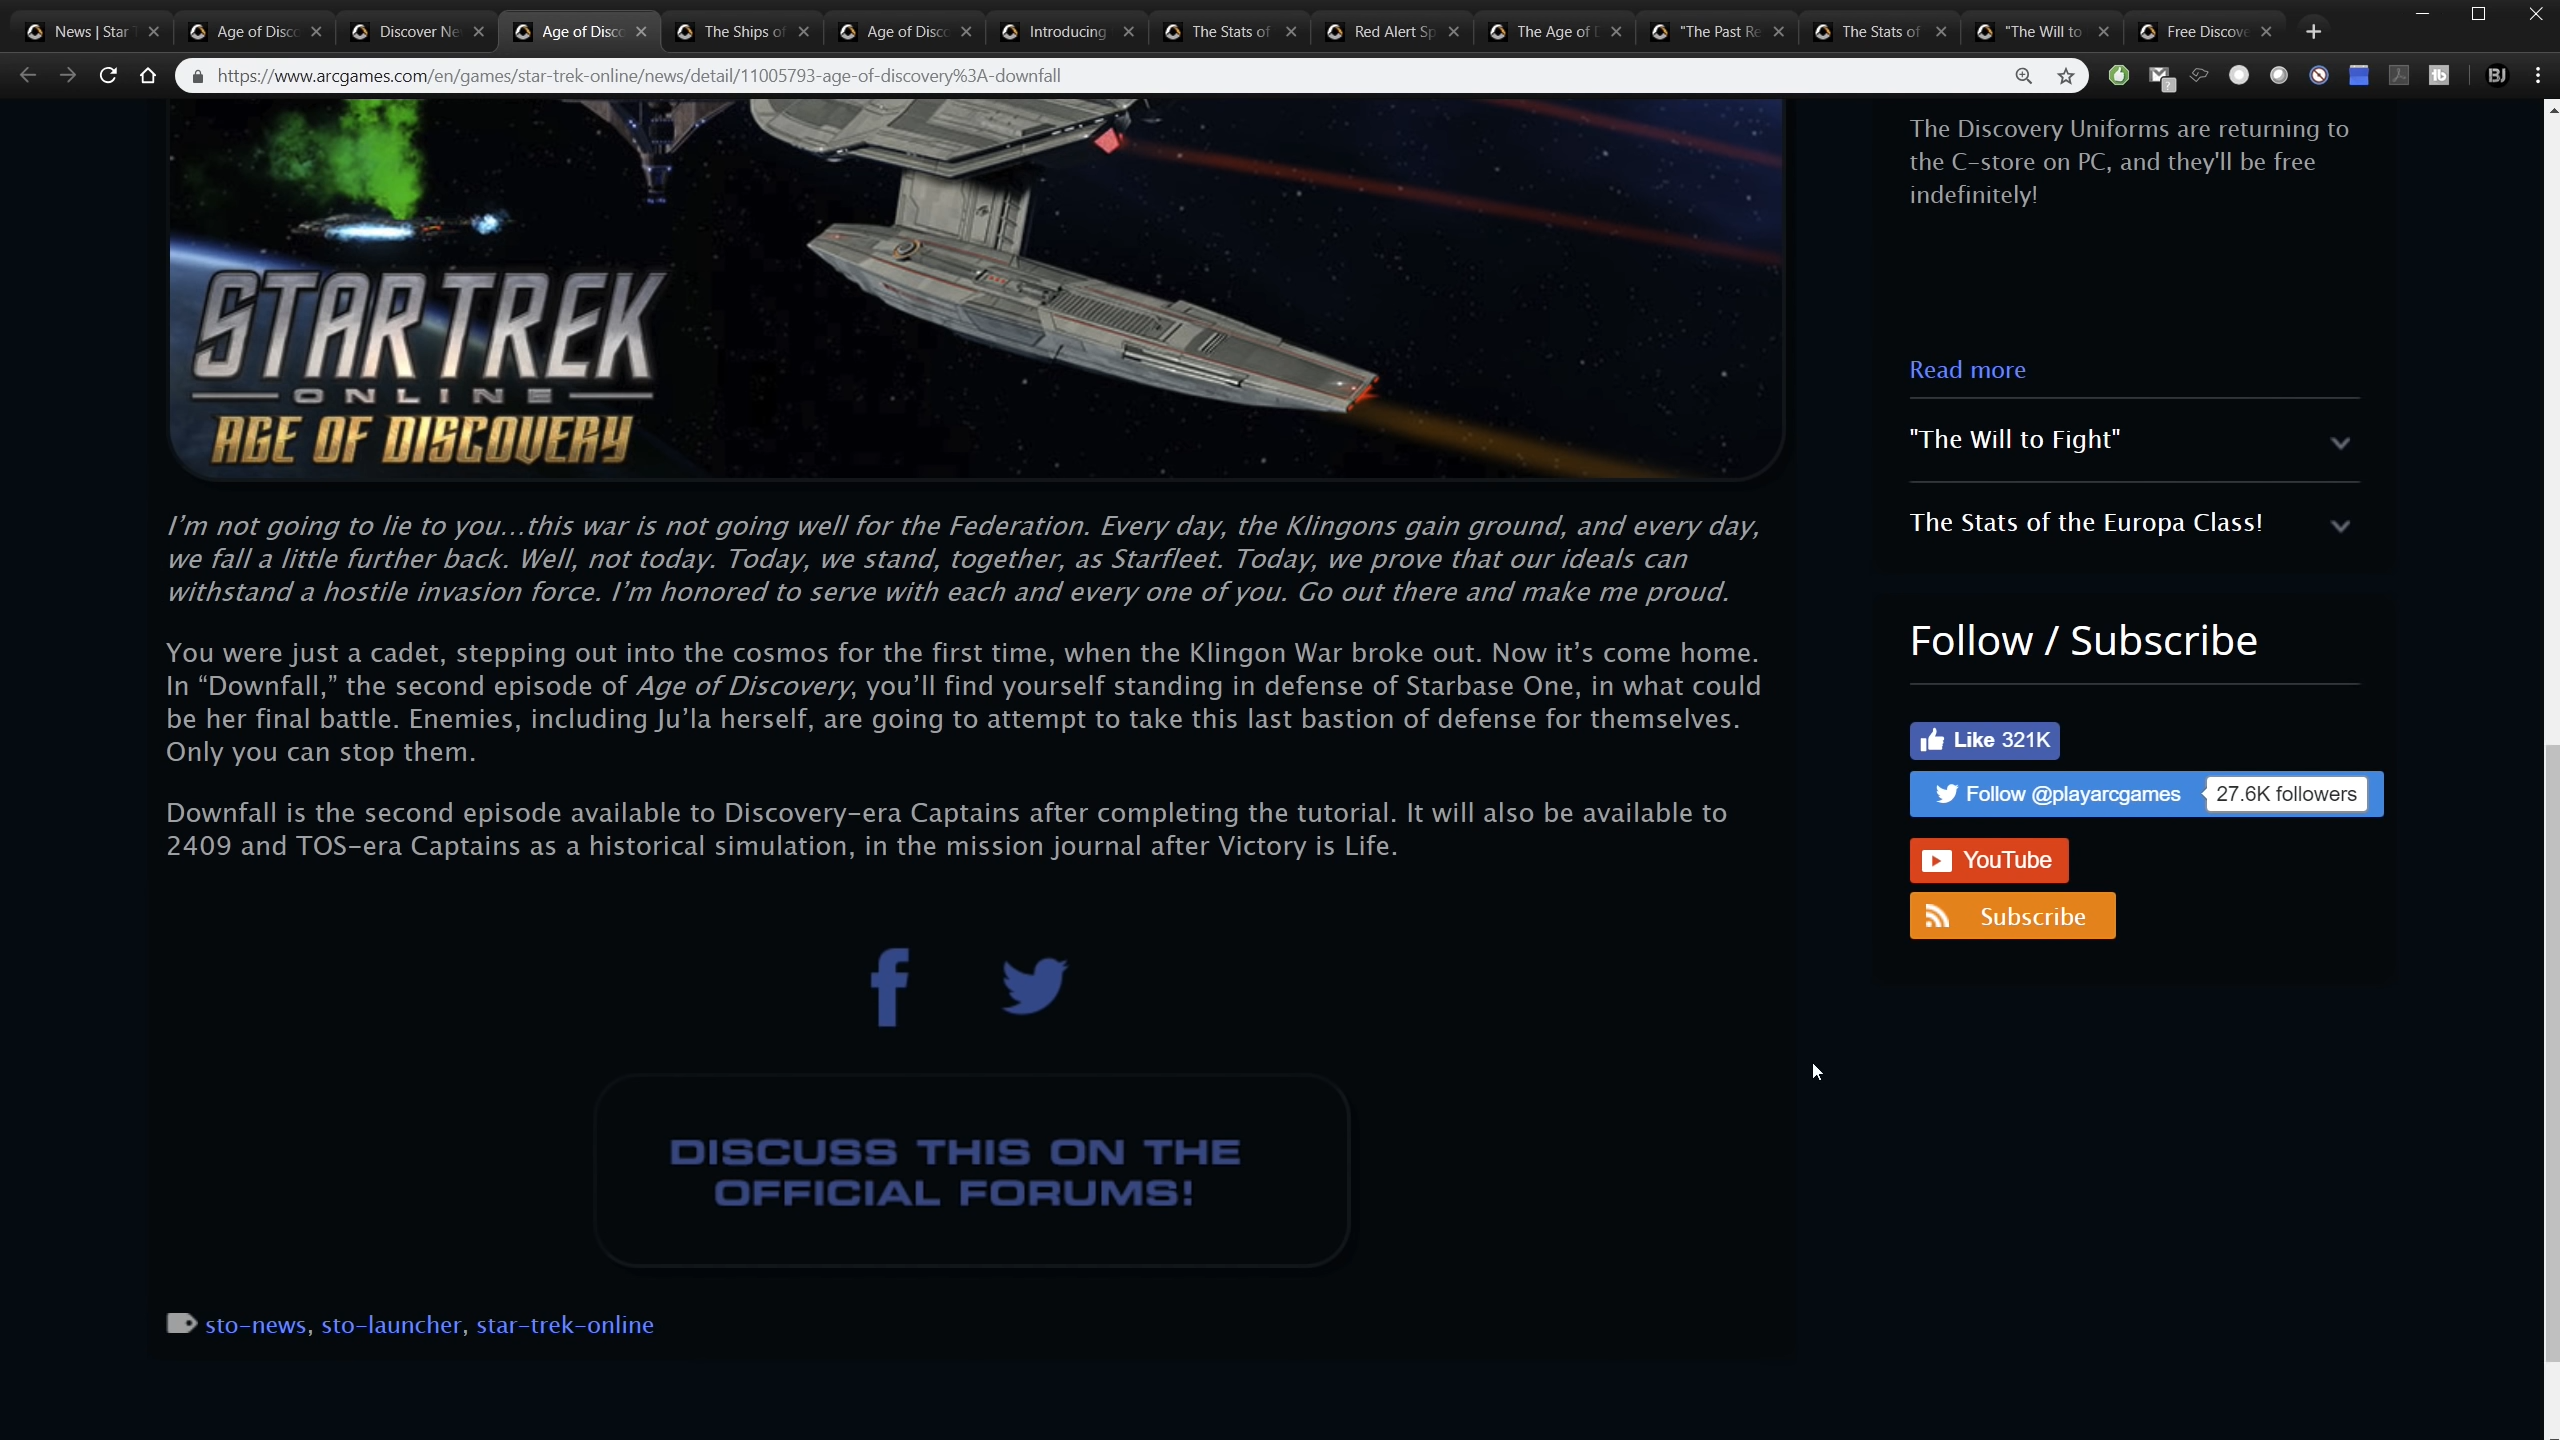 News | Star T
Age of Disco
Discover Ne
Age of Disco
The Ships of
Age of Disco
Introducing
The Stats of
Red Alert Sp
The Age of D
"The Past Re
The Stats of
"The Will to
Free Discove
https://www.arcgames.com/en/games/star-trek-online/news/detail/11005793-age-of-discovery%3A-downfall
BJ
STAR TREK
ONLINE
AGE OF DISCOVERY
I’m not going to lie to you…this war is not going well for the Federation. Every day, the Klingons gain ground, and every day,
we fall a little further back. Well, not today. Today, we stand, together, as Starfleet. Today, we prove that our ideals can
withstand a hostile invasion force. I’m honored to serve with each and every one of you. Go out there and make me proud.
You were just a cadet, stepping out into the cosmos for the first time, when the Klingon War broke out. Now it’s come home.
In “Downfall,” the second episode of Age of Discovery, you’ll find yourself standing in defense of Starbase One, in what could
be her final battle. Enemies, including Ju’la herself, are going to attempt to take this last bastion of defense for themselves.
Only you can stop them.
Downfall is the second episode available to Discovery-era Captains after completing the tutorial. It will also be available to
2409 and TOS-era Captains as a historical simulation, in the mission journal after Victory is Life.
DISCUSS THIS ON THE
OFFICIAL FORUMS!
sto-news, sto-launcher, star-trek-online
The Discovery Uniforms are returning to
the C-store on PC, and they'll be free
indefinitely!
Read more
"The Will to Fight"
The Stats of the Europa Class!
Follow / Subscribe
Like 321K
Follow @playarcgames
27.6K followers
YouTube
Subscribe